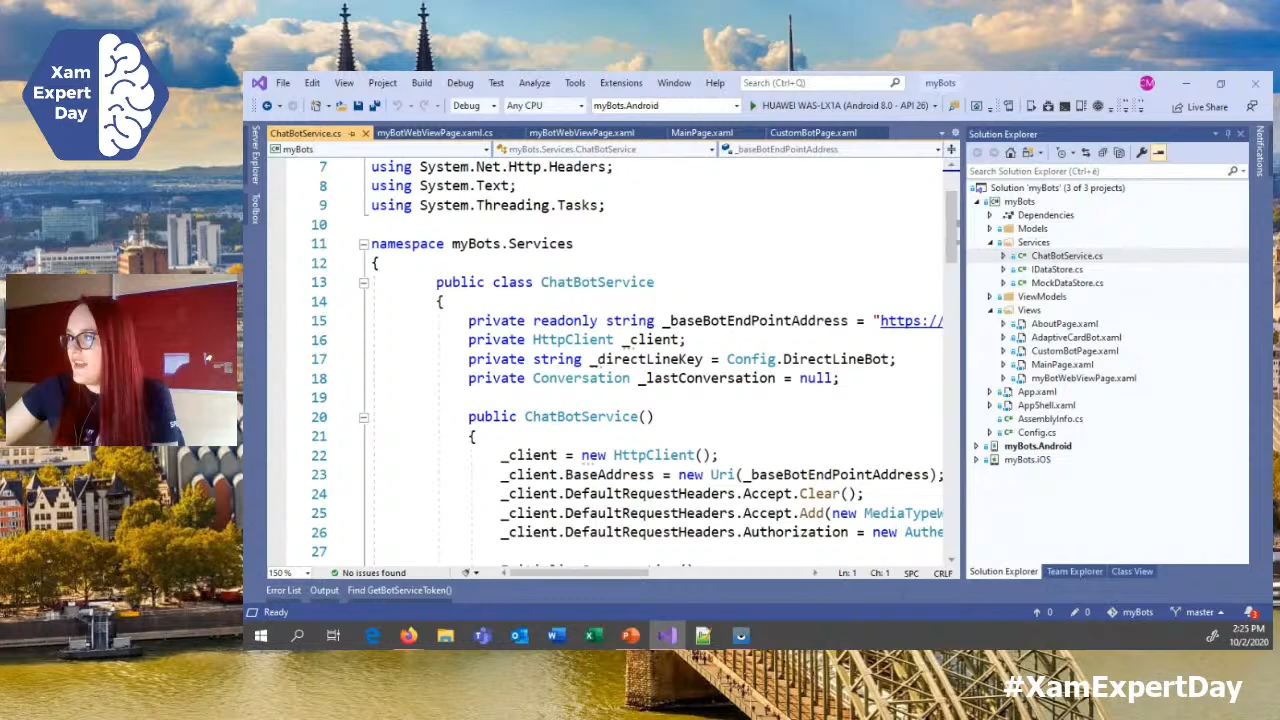 Xam
Expert
Day
File Edit View Project Build Debug Test Analyze Tools Extensions Window Help Search (Ctrl+Q) myBots CM
Debug Any CPU myBots.Android HUAWEI WAS-LX1A (Android 8.0 - API 26) Live Share
Server Explorer
Toolbox
ChatBotService.cs myBotWebViewPage.xaml.cs myBotWebViewPage.xaml MainPage.xaml CustomBotPage.xaml
myBots myBots.Services.ChatBotService _baseBotEndPointAddress
7 using System.Net.Http.Headers;
8 using System.Text;
9 using System.Threading.Tasks;
10
11 namespace myBots.Services
12 {
13 public class ChatBotService
14 {
15 private readonly string _baseBotEndPointAddress = "https://
16 private HttpClient _client;
17 private string _directLineKey = Config.DirectLineBot;
18 private Conversation _lastConversation = null;
19
20 public ChatBotService()
21 {
22 _client = new HttpClient();
23 _client.BaseAddress = new Uri(_baseBotEndPointAddress);
24 _client.DefaultRequestHeaders.Accept.Clear();
25 _client.DefaultRequestHeaders.Accept.Add(new MediaTypeW
26 _client.DefaultRequestHeaders.Authorization = new Authe
27
150 % No issues found Ln: 1 Ch: 1 SPC CRLF
Error List Output Find GetBotServiceToken()
Solution Explorer
Search Solution Explorer (Ctrl+è)
Solution 'myBots' (3 of 3 projects)
myBots
Dependencies
Models
Services
ChatBotService.cs
IDataStore.cs
MockDataStore.cs
ViewModels
Views
AboutPage.xaml
AdaptiveCardBot.xaml
CustomBotPage.xaml
MainPage.xaml
myBotWebViewPage.xaml
App.xaml
AppShell.xaml
AssemblyInfo.cs
Config.cs
myBots.Android
myBots.iOS
Solution Explorer Team Explorer Class View
Notifications
Ready 0 0 myBots master 3
2:25 PM
10/2/2020
#XamExpertDay